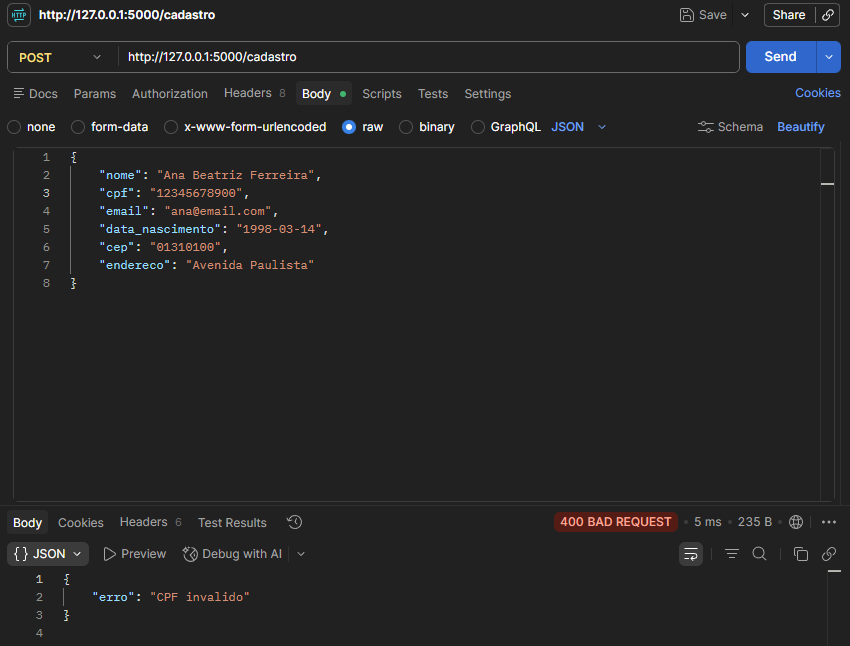 HTTP http://127.0.0.1:5000/cadastro Save Share
POST http://127.0.0.1:5000/cadastro Send
Docs Params Authorization Headers 8 Body Scripts Tests Settings Cookies
none form-data x-www-form-urlencoded raw binary GraphQL JSON Schema Beautify
1 {
2 "nome": "Ana Beatriz Ferreira",
3 "cpf": "12345678900",
4 "email": "ana@email.com",
5 "data_nascimento": "1998-03-14",
6 "cep": "01310100",
7 "endereco": "Avenida Paulista"
8 }
Body Cookies Headers 6 Test Results 400 BAD REQUEST • 5 ms • 235 B •
{} JSON Preview Debug with AI
1 {
2 "erro": "CPF invalido"
3 }
4